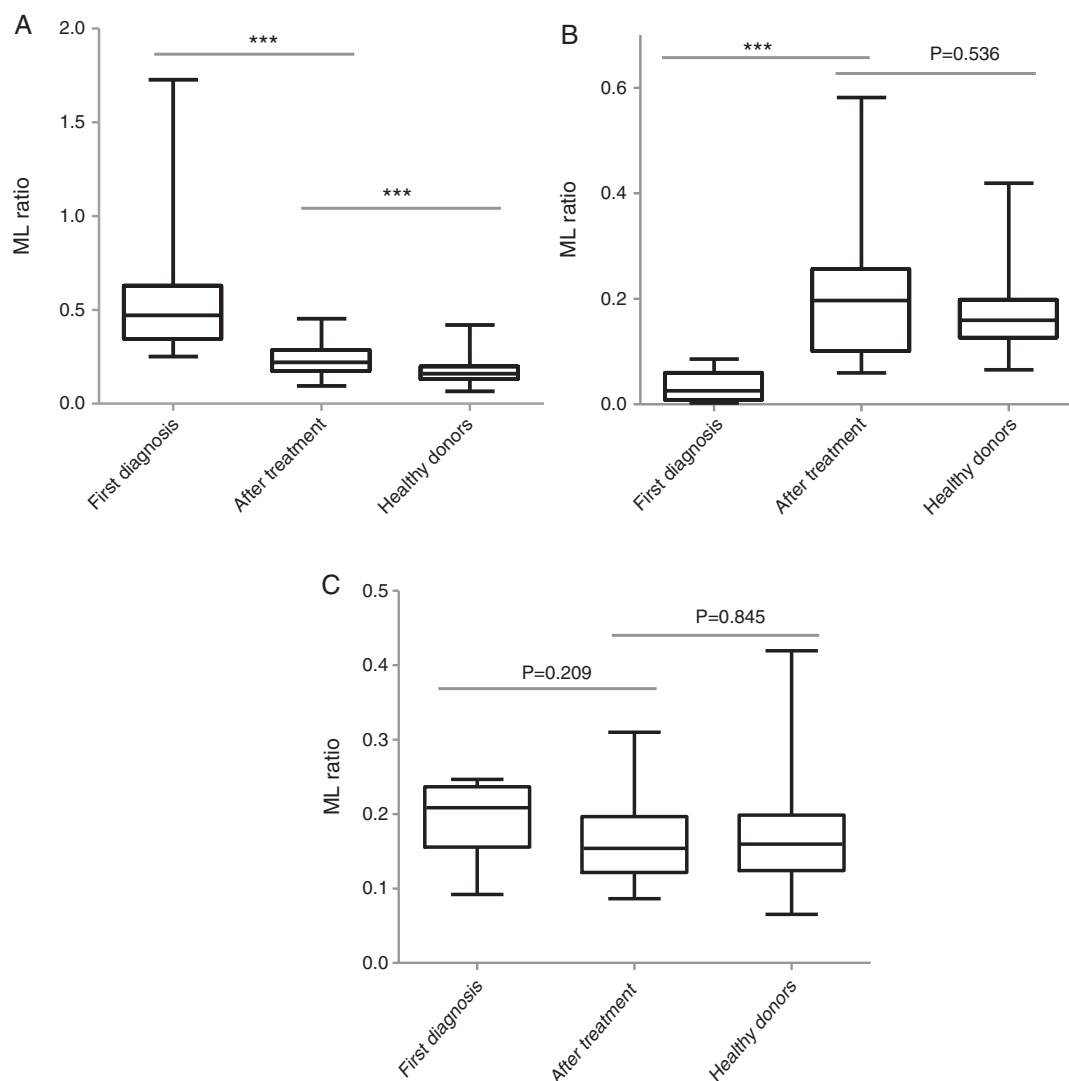 A
2.0
1.5
1.0
0.5
0.0
ML ratio
***
***
First diagnosis
After treatment
Healthy donors
B
0.6
0.4
0.2
0.0
ML ratio
***
P=0.536
First diagnosis
After treatment
Healthy donors
C
0.5
0.4
0.3
0.2
0.1
0.0
ML ratio
P=0.209
P=0.845
First diagnosis
After treatment
Healthy donors